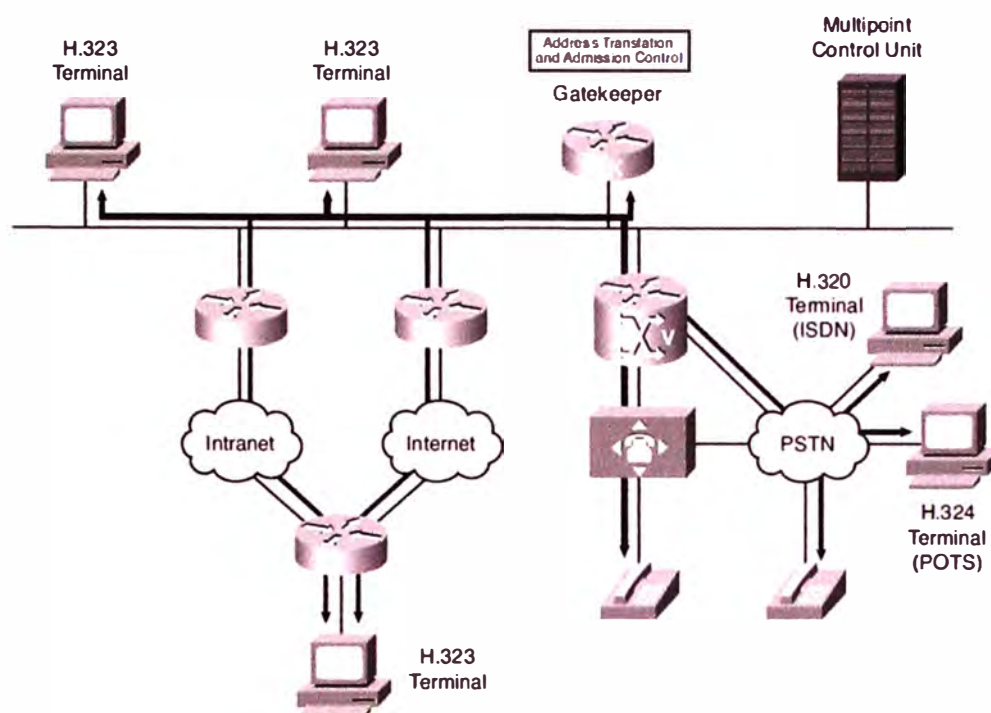 H.323
Terminal
H.323
Terminal
Address Translation
and Admission Control
Gatekeeper
Multipoint
Control Unit
H.320
Terminal
(ISDN)
V
Intranet
Internet
PSTN
H.324
Terminal
(POTS)
H.323
Terminal